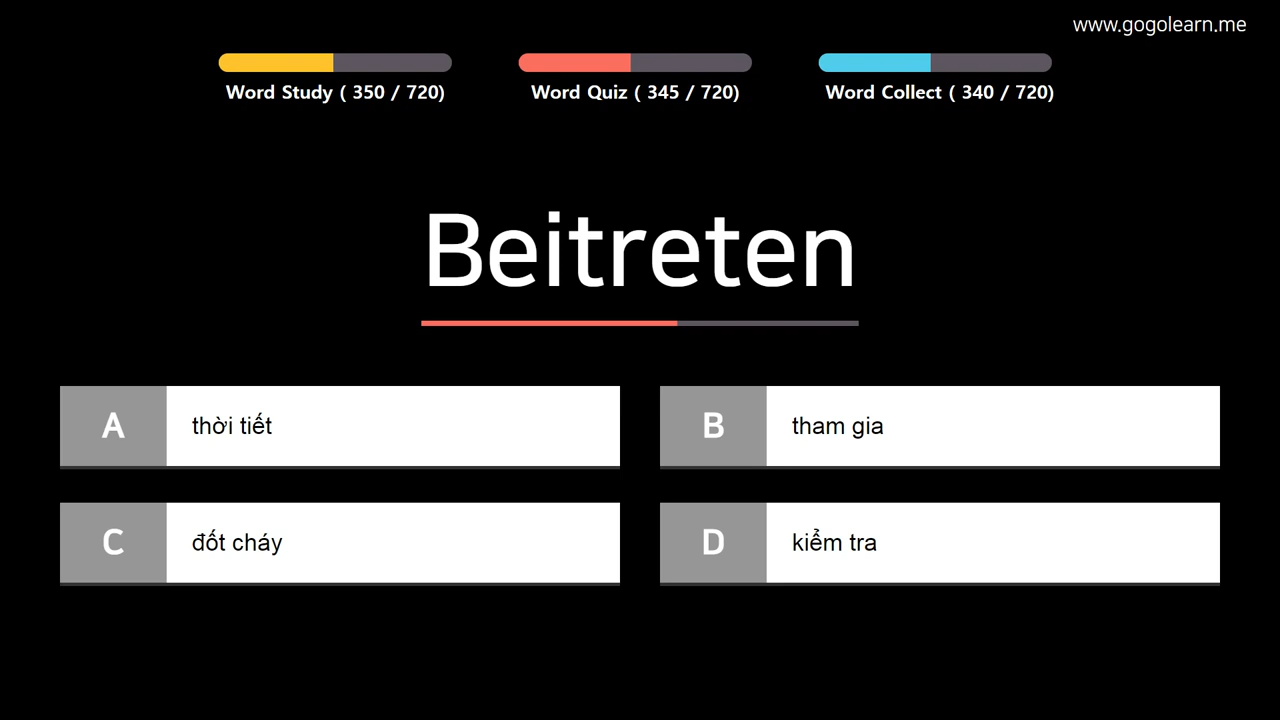 www.gogolearn.me
Word Study ( 350 / 720)
Word Quiz ( 345 / 720)
Word Collect ( 340 / 720)
Beitreten
A
thời tiết
B
tham gia
C
đốt cháy
D
kiểm tra